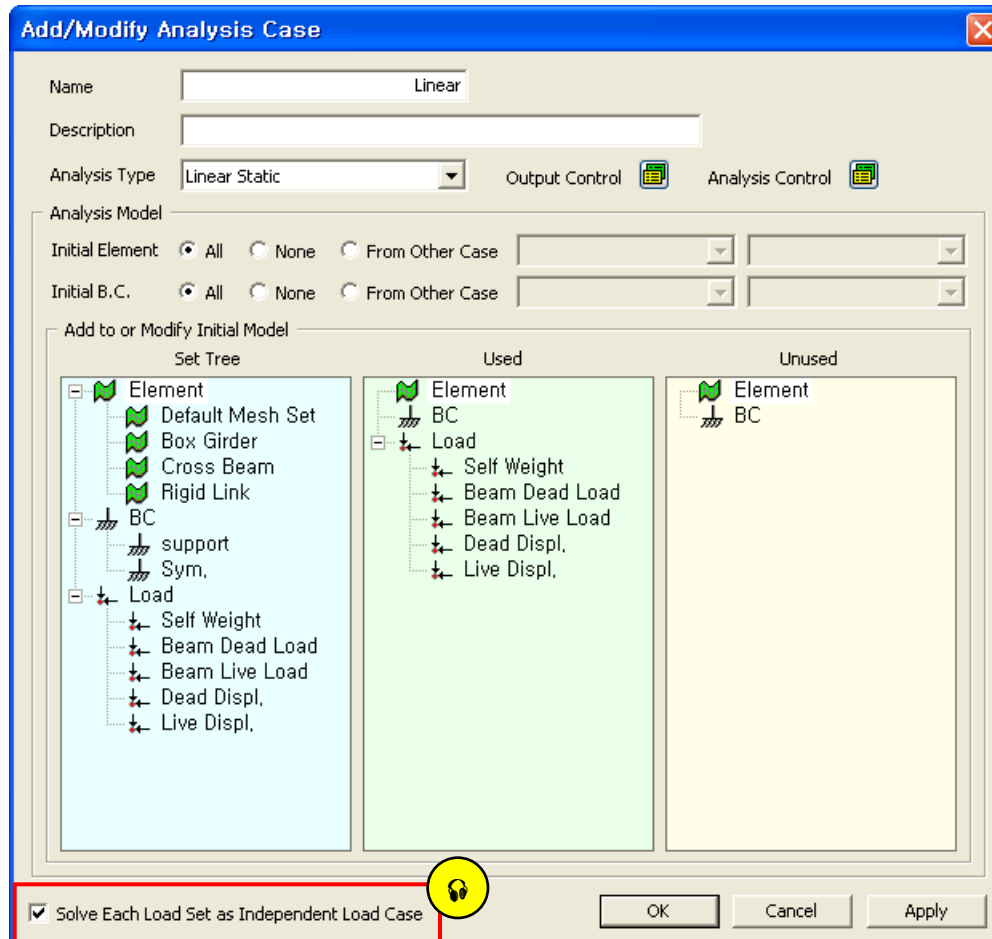 Add/Modify Analysis Case
Name Linear
Description
Analysis Type Linear Static Output Control Analysis Control
Analysis Model
Initial Element All None From Other Case
Initial B.C. All None From Other Case
Add to or Modify Initial Model
Set Tree Used Unused
Element Element Element
Default Mesh Set BC BC
Box Girder Load
Cross Beam Self Weight
Rigid Link Beam Dead Load
BC Beam Live Load
support Dead Displ,
Sym, Live Displ,
Load
Self Weight
Beam Dead Load
Beam Live Load
Dead Displ,
Live Displ,
Solve Each Load Set as Independent Load Case OK Cancel Apply